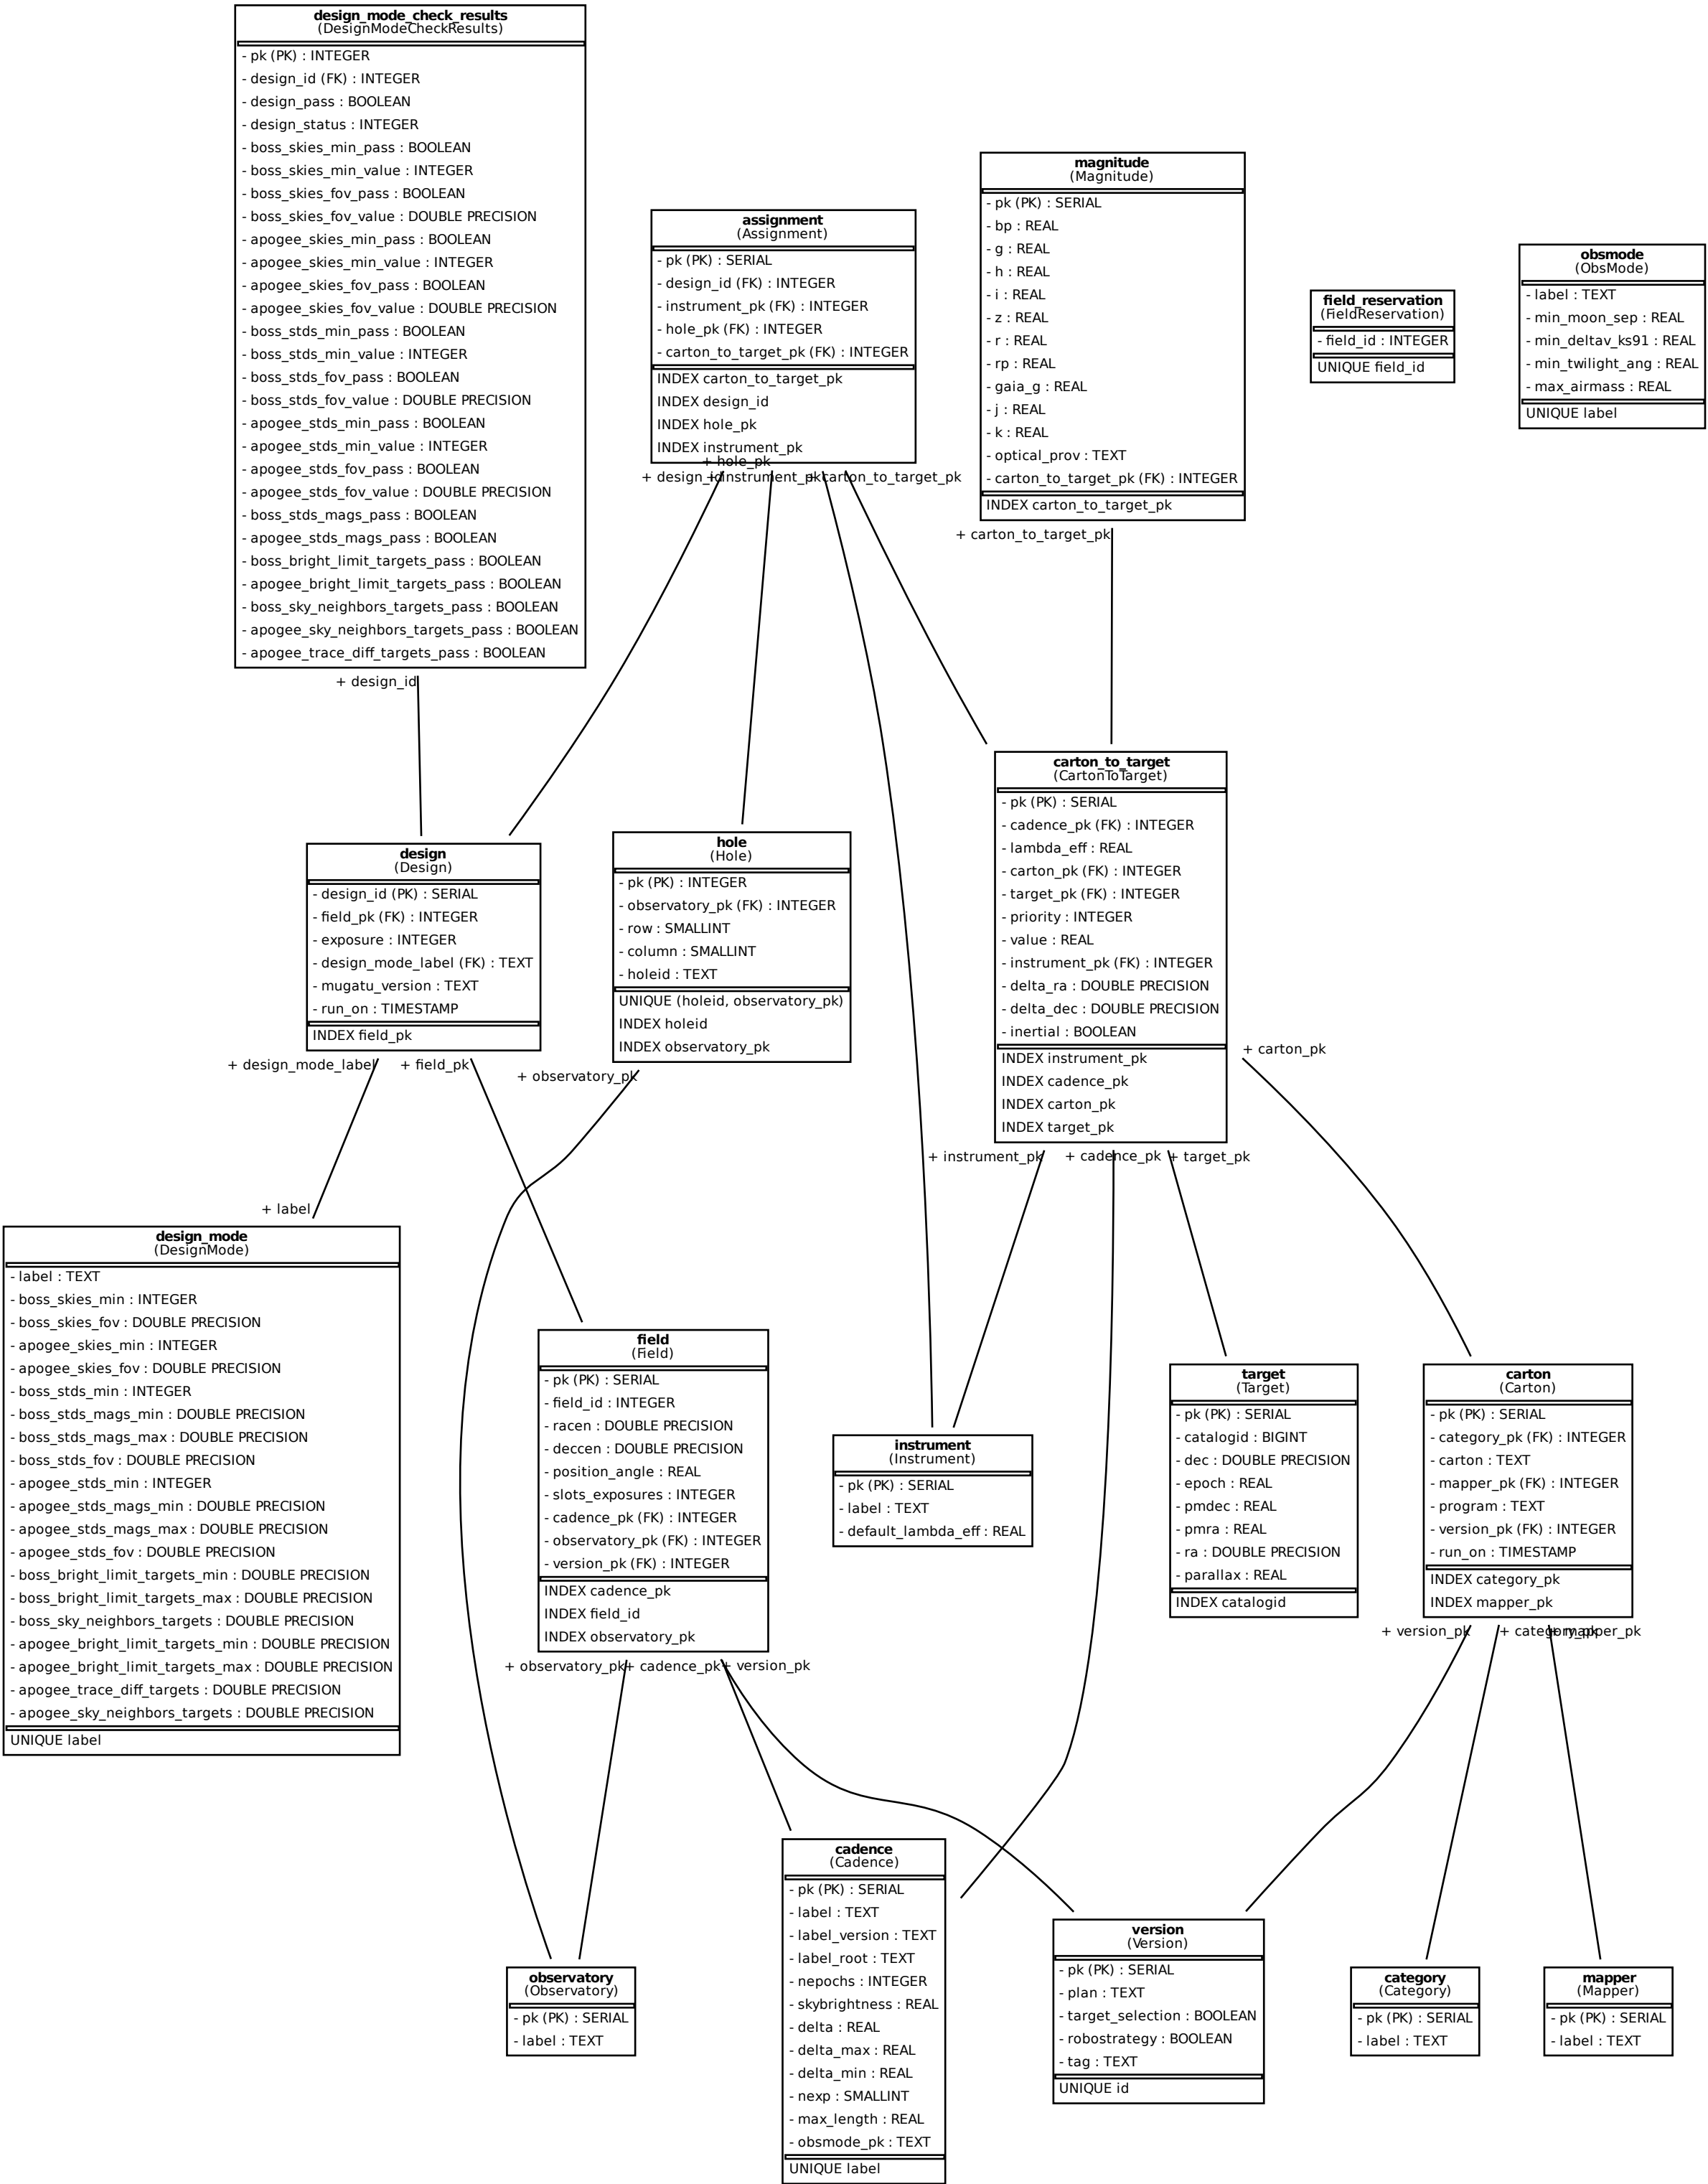 design_mode_check_results
(DesignModeCheckResults)
- pk (PK) : INTEGER
- design_id (FK) : INTEGER
- design_pass : BOOLEAN
- design_status : INTEGER
- boss_skies_min_pass : BOOLEAN
- boss_skies_min_value : INTEGER
- boss_skies_fov_pass : BOOLEAN
- boss_skies_fov_value : DOUBLE PRECISION
- apogee_skies_min_pass : BOOLEAN
- apogee_skies_min_value : INTEGER
- apogee_skies_fov_pass : BOOLEAN
- apogee_skies_fov_value : DOUBLE PRECISION
- boss_stds_min_pass : BOOLEAN
- boss_stds_min_value : INTEGER
- boss_stds_fov_pass : BOOLEAN
- boss_stds_fov_value : DOUBLE PRECISION
- apogee_stds_min_pass : BOOLEAN
- apogee_stds_min_value : INTEGER
- apogee_stds_fov_pass : BOOLEAN
- apogee_stds_fov_value : DOUBLE PRECISION
- boss_stds_mags_pass : BOOLEAN
- apogee_stds_mags_pass : BOOLEAN
- boss_bright_limit_targets_pass : BOOLEAN
- apogee_bright_limit_targets_pass : BOOLEAN
- boss_sky_neighbors_targets_pass : BOOLEAN
- apogee_sky_neighbors_targets_pass : BOOLEAN
- apogee_trace_diff_targets_pass : BOOLEAN
+ design_id
assignment
(Assignment)
- pk (PK) : SERIAL
- design_id (FK) : INTEGER
- instrument_pk (FK) : INTEGER
- hole_pk (FK) : INTEGER
- carton_to_target_pk (FK) : INTEGER
INDEX carton_to_target_pk
INDEX design_id
INDEX hole_pk
INDEX instrument_pk
+ hole_pk
+ design_id
+ instrument_pk
+ carton_to_target_pk
magnitude
(Magnitude)
- pk (PK) : SERIAL
- bp : REAL
- g : REAL
- h : REAL
- i : REAL
- z : REAL
- r : REAL
- rp : REAL
- gaia_g : REAL
- j : REAL
- k : REAL
- optical_prov : TEXT
- carton_to_target_pk (FK) : INTEGER
INDEX carton_to_target_pk
+ carton_to_target_pk
field_reservation
(FieldReservation)
- field_id : INTEGER
UNIQUE field_id
obsmode
(ObsMode)
- label : TEXT
- min_moon_sep : REAL
- min_deltav_ks91 : REAL
- min_twilight_ang : REAL
- max_airmass : REAL
UNIQUE label
design
(Design)
- design_id (PK) : SERIAL
- field_pk (FK) : INTEGER
- exposure : INTEGER
- design_mode_label (FK) : TEXT
- mugatu_version : TEXT
- run_on : TIMESTAMP
INDEX field_pk
+ design_mode_label
+ field_pk
hole
(Hole)
- pk (PK) : INTEGER
- observatory_pk (FK) : INTEGER
- row : SMALLINT
- column : SMALLINT
- holeid : TEXT
UNIQUE (holeid, observatory_pk)
INDEX holeid
INDEX observatory_pk
+ observatory_pk
carton_to_target
(CartonToTarget)
- pk (PK) : SERIAL
- cadence_pk (FK) : INTEGER
- lambda_eff : REAL
- carton_pk (FK) : INTEGER
- target_pk (FK) : INTEGER
- priority : INTEGER
- value : REAL
- instrument_pk (FK) : INTEGER
- delta_ra : DOUBLE PRECISION
- delta_dec : DOUBLE PRECISION
- inertial : BOOLEAN
INDEX instrument_pk
INDEX cadence_pk
INDEX carton_pk
INDEX target_pk
+ carton_pk
+ instrument_pk
+ cadence_pk
+ target_pk
+ label
design_mode
(DesignMode)
- label : TEXT
- boss_skies_min : INTEGER
- boss_skies_fov : DOUBLE PRECISION
- apogee_skies_min : INTEGER
- apogee_skies_fov : DOUBLE PRECISION
- boss_stds_min : INTEGER
- boss_stds_mags_min : DOUBLE PRECISION
- boss_stds_mags_max : DOUBLE PRECISION
- boss_stds_fov : DOUBLE PRECISION
- apogee_stds_min : INTEGER
- apogee_stds_mags_min : DOUBLE PRECISION
- apogee_stds_mags_max : DOUBLE PRECISION
- apogee_stds_fov : DOUBLE PRECISION
- boss_bright_limit_targets_min : DOUBLE PRECISION
- boss_bright_limit_targets_max : DOUBLE PRECISION
- boss_sky_neighbors_targets : DOUBLE PRECISION
- apogee_bright_limit_targets_min : DOUBLE PRECISION
- apogee_bright_limit_targets_max : DOUBLE PRECISION
- apogee_trace_diff_targets : DOUBLE PRECISION
- apogee_sky_neighbors_targets : DOUBLE PRECISION
UNIQUE label
field
(Field)
- pk (PK) : SERIAL
- field_id : INTEGER
- racen : DOUBLE PRECISION
- deccen : DOUBLE PRECISION
- position_angle : REAL
- slots_exposures : INTEGER
- cadence_pk (FK) : INTEGER
- observatory_pk (FK) : INTEGER
- version_pk (FK) : INTEGER
INDEX cadence_pk
INDEX field_id
INDEX observatory_pk
+ observatory_pk
+ cadence_pk
+ version_pk
instrument
(Instrument)
- pk (PK) : SERIAL
- label : TEXT
- default_lambda_eff : REAL
target
(Target)
- pk (PK) : SERIAL
- catalogid : BIGINT
- dec : DOUBLE PRECISION
- epoch : REAL
- pmdec : REAL
- pmra : REAL
- ra : DOUBLE PRECISION
- parallax : REAL
INDEX catalogid
carton
(Carton)
- pk (PK) : SERIAL
- category_pk (FK) : INTEGER
- carton : TEXT
- mapper_pk (FK) : INTEGER
- program : TEXT
- version_pk (FK) : INTEGER
- run_on : TIMESTAMP
INDEX category_pk
INDEX mapper_pk
+ version_pk
+ category_pk
+ mapper_pk
observatory
(Observatory)
- pk (PK) : SERIAL
- label : TEXT
cadence
(Cadence)
- pk (PK) : SERIAL
- label : TEXT
- label_version : TEXT
- label_root : TEXT
- nepochs : INTEGER
- skybrightness : REAL
- delta : REAL
- delta_max : REAL
- delta_min : REAL
- nexp : SMALLINT
- max_length : REAL
- obsmode_pk : TEXT
UNIQUE label
version
(Version)
- pk (PK) : SERIAL
- plan : TEXT
- target_selection : BOOLEAN
- robostrategy : BOOLEAN
- tag : TEXT
UNIQUE id
category
(Category)
- pk (PK) : SERIAL
- label : TEXT
mapper
(Mapper)
- pk (PK) : SERIAL
- label : TEXT